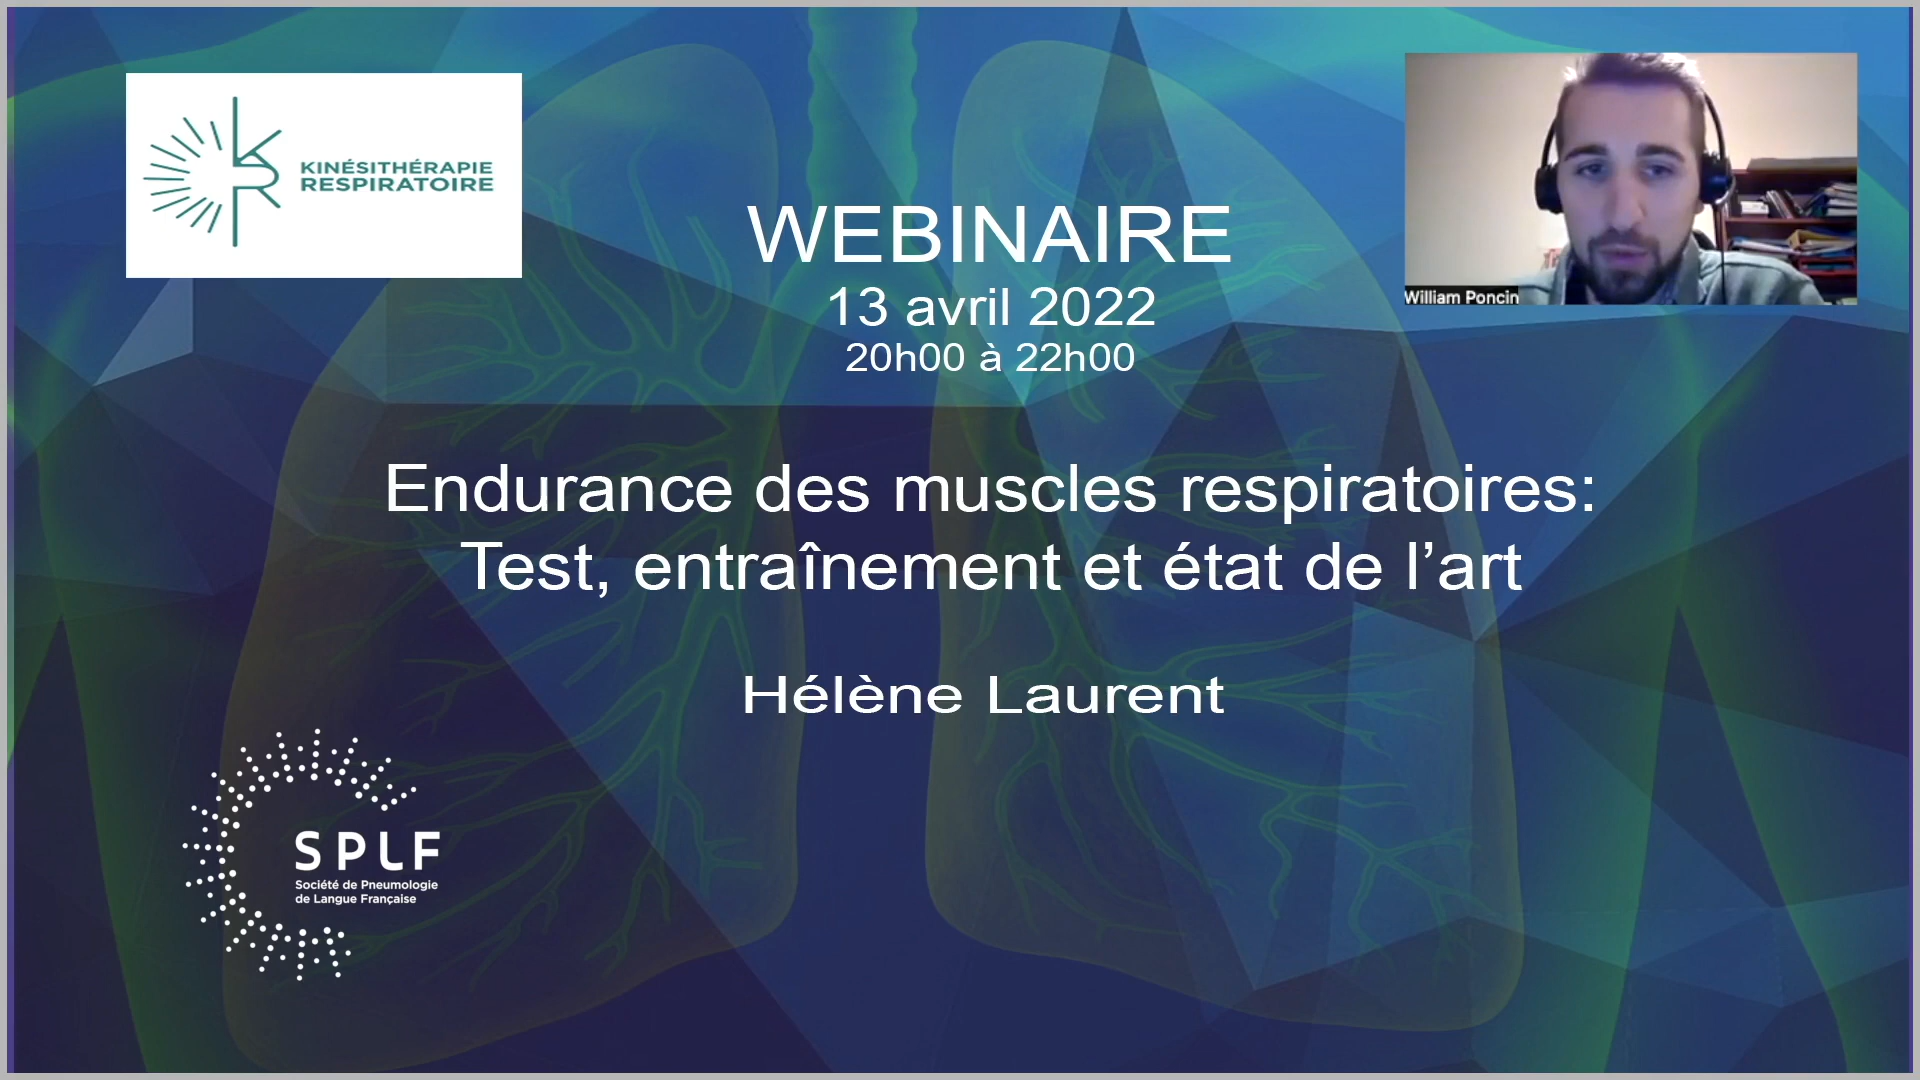 KINÉSITHÉRAPIE
RESPIRATOIRE
William Poncin
WEBINAIRE
13 avril 2022
20h00 à 22h00
Endurance des muscles respiratoires:
Test, entraînement et état de l’art
Hélène Laurent
SPLF
Société de Pneumologie
de Langue Française